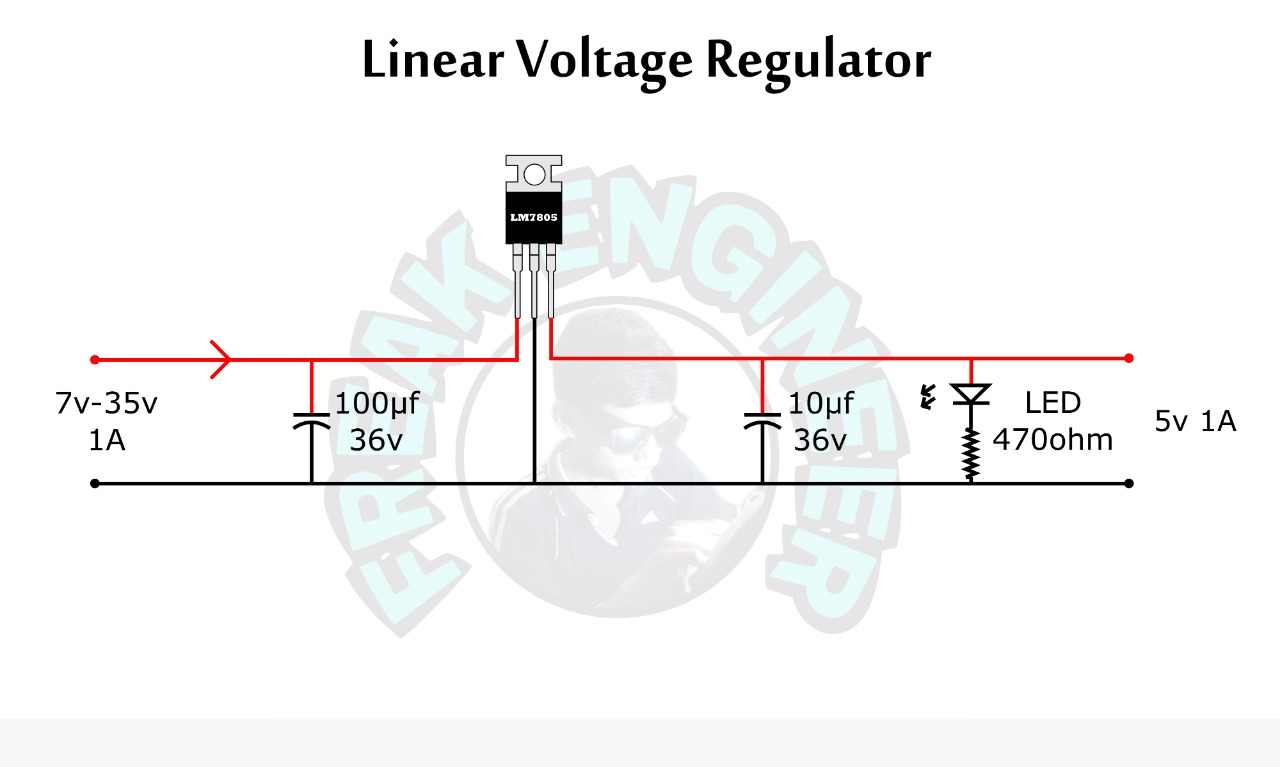 Linear Voltage Regulator
FREAK ENGINEER
LM7805
7v-35v
1A
100µf
36v
10µf
36v
LED
470ohm
5v 1A